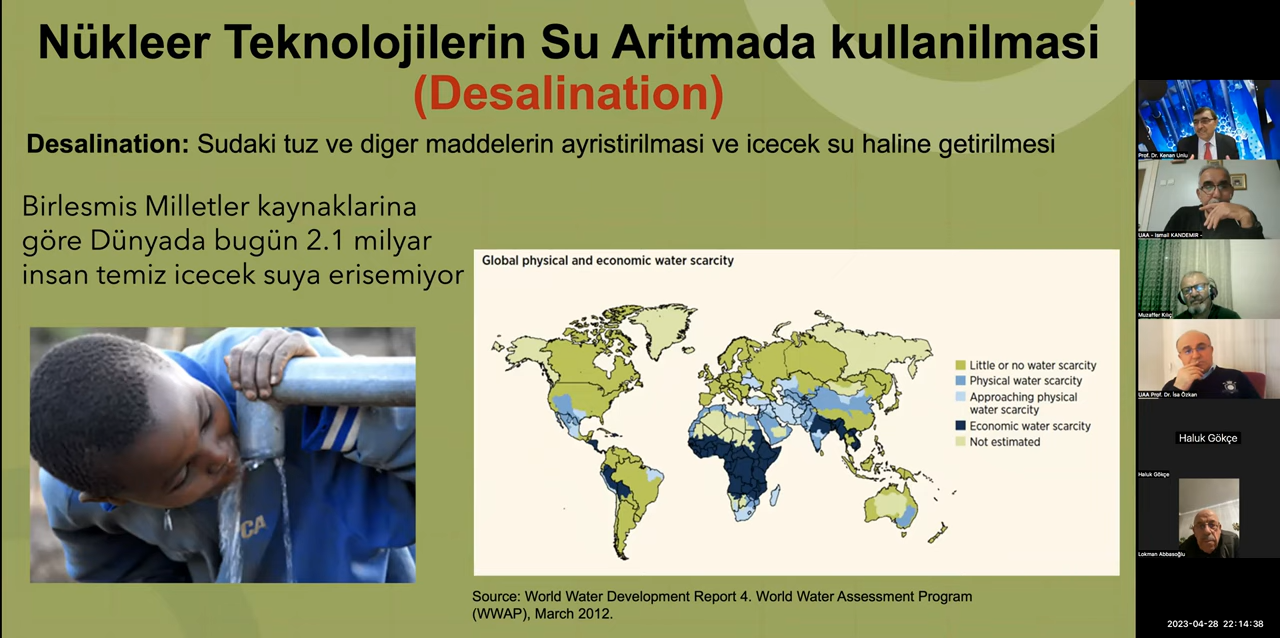 Nükleer Teknolojilerin Su Aritmada kullanilmasi
(Desalination)
Desalination: Sudaki tuz ve diger maddelerin ayristirilmasi ve icecek su haline getirilmesi
Birlesmis Milletler kaynaklarina
göre Dünyada bugün 2.1 milyar
insan temiz icecek suya erisemiyor
Global physical and economic water scarcity
Little or no water scarcity
Physical water scarcity
Approaching physical
water scarcity
Economic water scarcity
Not estimated
CA
Source: World Water Development Report 4. World Water Assessment Program
(WWAP), March 2012.
Prof. Dr. Kenan Unlu
UAA - Ismail KANDEMIR -
Muzaffer Kılıç
UAA Prof. Dr. İsa Özkan
Haluk Gökçe
Haluk Gökçe
Lokman Abbasoğlu
2023-04-28 22:14:38